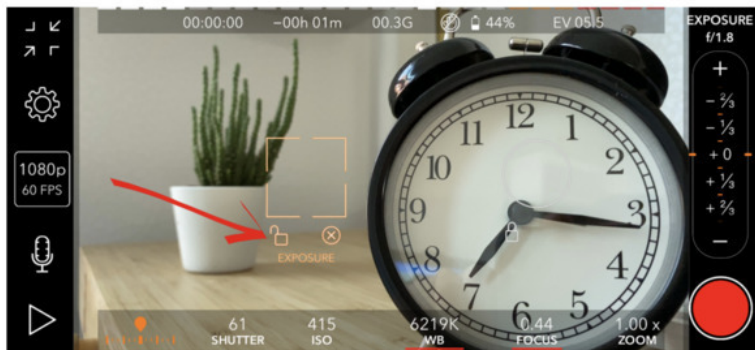 00:00:00 −00h 01m 00.3G 44% EV 05.5
EXPOSURE
f/1.8
+
− ⅔
− ⅓
+ 0
+ ⅓
+ ⅔
−
1080p
60 FPS
EXPOSURE
12
1
2
3
4
5
6
7
8
9
10
11
61 415 6219K 0.44 1.00 x
SHUTTER ISO WB FOCUS ZOOM